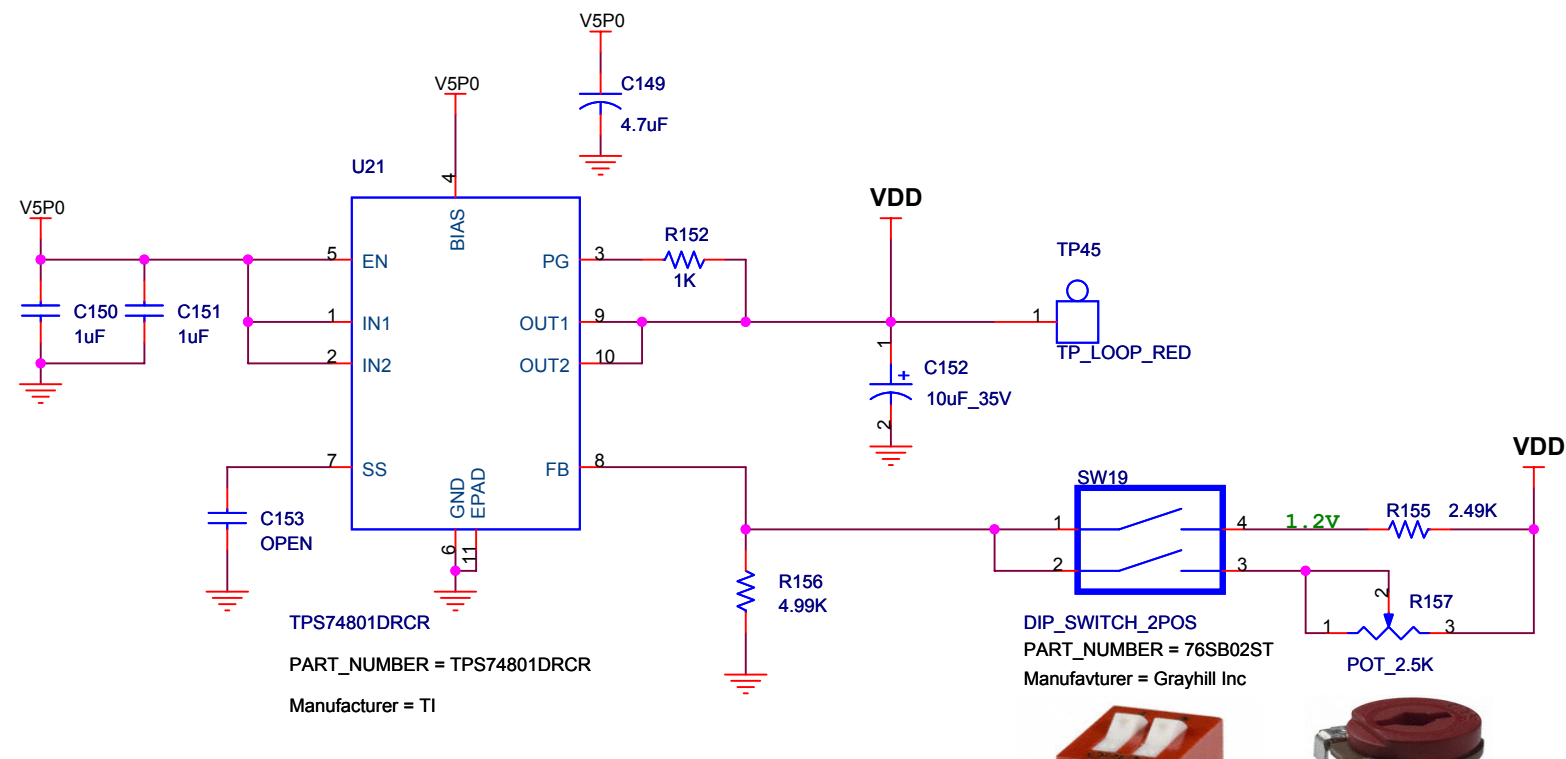 V5P0
C149
4.7uF
V5P0
U21
4
BIAS
V5P0
VDD
5
EN
PG
3
R152
1K
TP45
C150
1uF
C151
1uF
1
IN1
OUT1
9
1
TP_LOOP_RED
2
IN2
OUT2
10
1
+
C152
10uF_35V
2
7
SS
FB
8
GND
EPAD
6
11
C153
OPEN
VDD
SW19
1
4
1.2V
R155
2.49K
2
3
R156
4.99K
2
R157
1
3
POT_2.5K
TPS74801DRCR
PART_NUMBER = TPS74801DRCR
Manufacturer = TI
DIP_SWITCH_2POS
PART_NUMBER = 76SB02ST
Manufavturer = Grayhill Inc